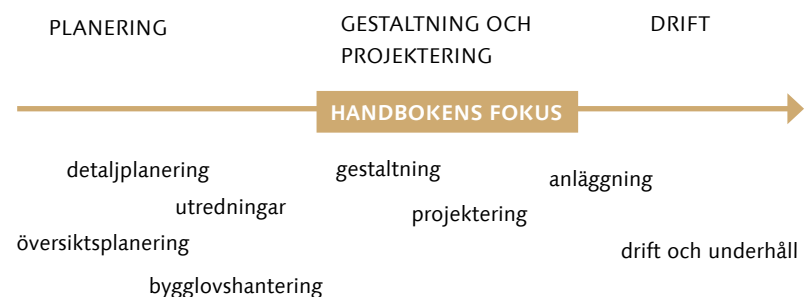 PLANERING
GESTALTNING OCH
PROJEKTERING
DRIFT
HANDBOKENS FOKUS
detaljplanering
gestaltning
anläggning
utredningar
projektering
översiktsplanering
drift och underhåll
bygglovshantering